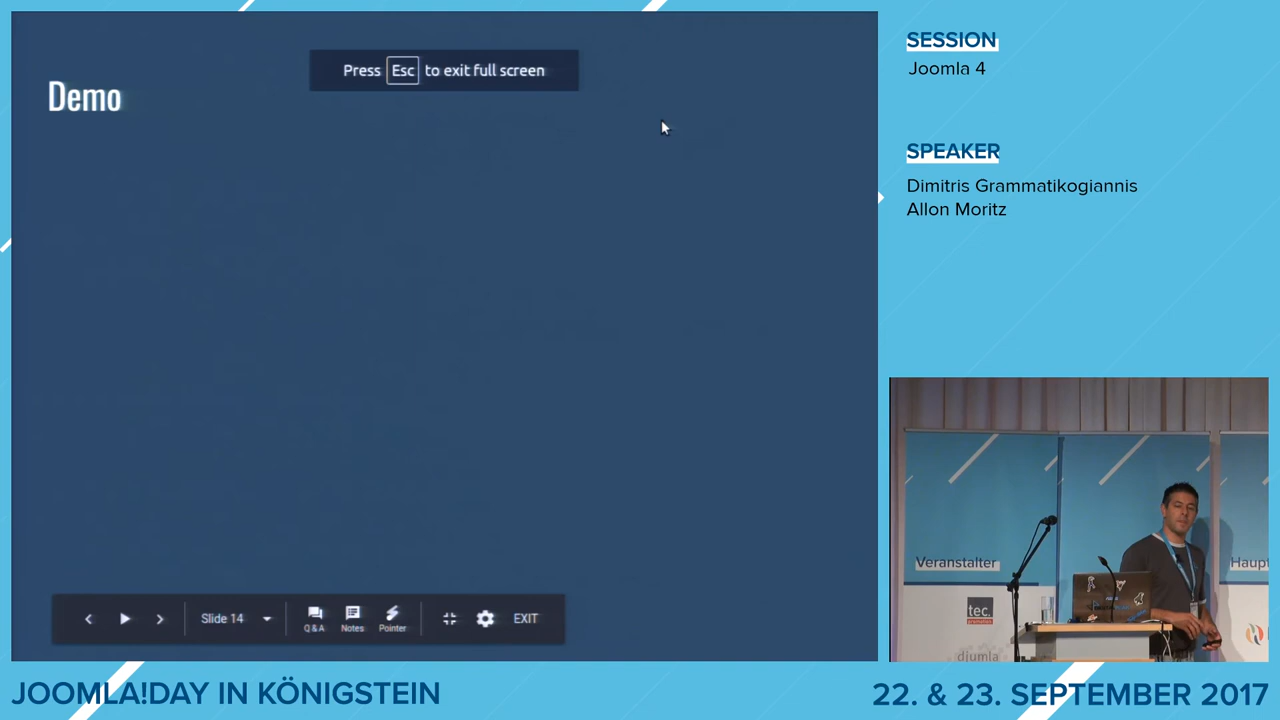 Press Esc to exit full screen
Demo
Slide 14
Q & A
Notes
Pointer
EXIT
SESSION
Joomla 4
SPEAKER
Dimitris Grammatikogiannis
Allon Moritz
Veranstalter
Haupt
tec.
djumla
JOOMLA!DAY IN KÖNIGSTEIN
22. & 23. SEPTEMBER 2017